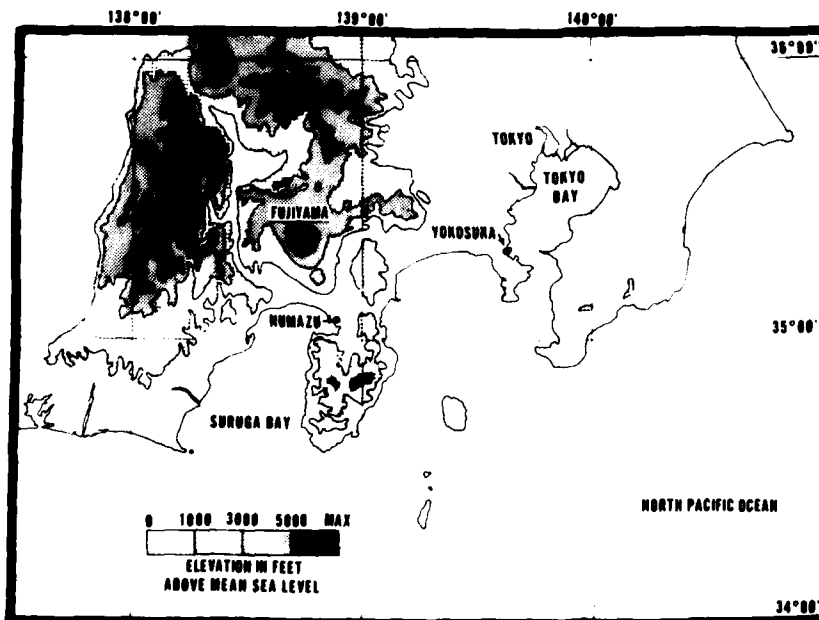 138°00' 139°00' 140°00'
36°00'
TOKYO
TOKYO
BAY
FUJIYAMA
YOKOSUKA
NUMAZU
35°00'
SURUGA BAY
NORTH PACIFIC OCEAN
0 1000 3000 5000 MAX
ELEVATION IN FEET
ABOVE MEAN SEA LEVEL
34°00'